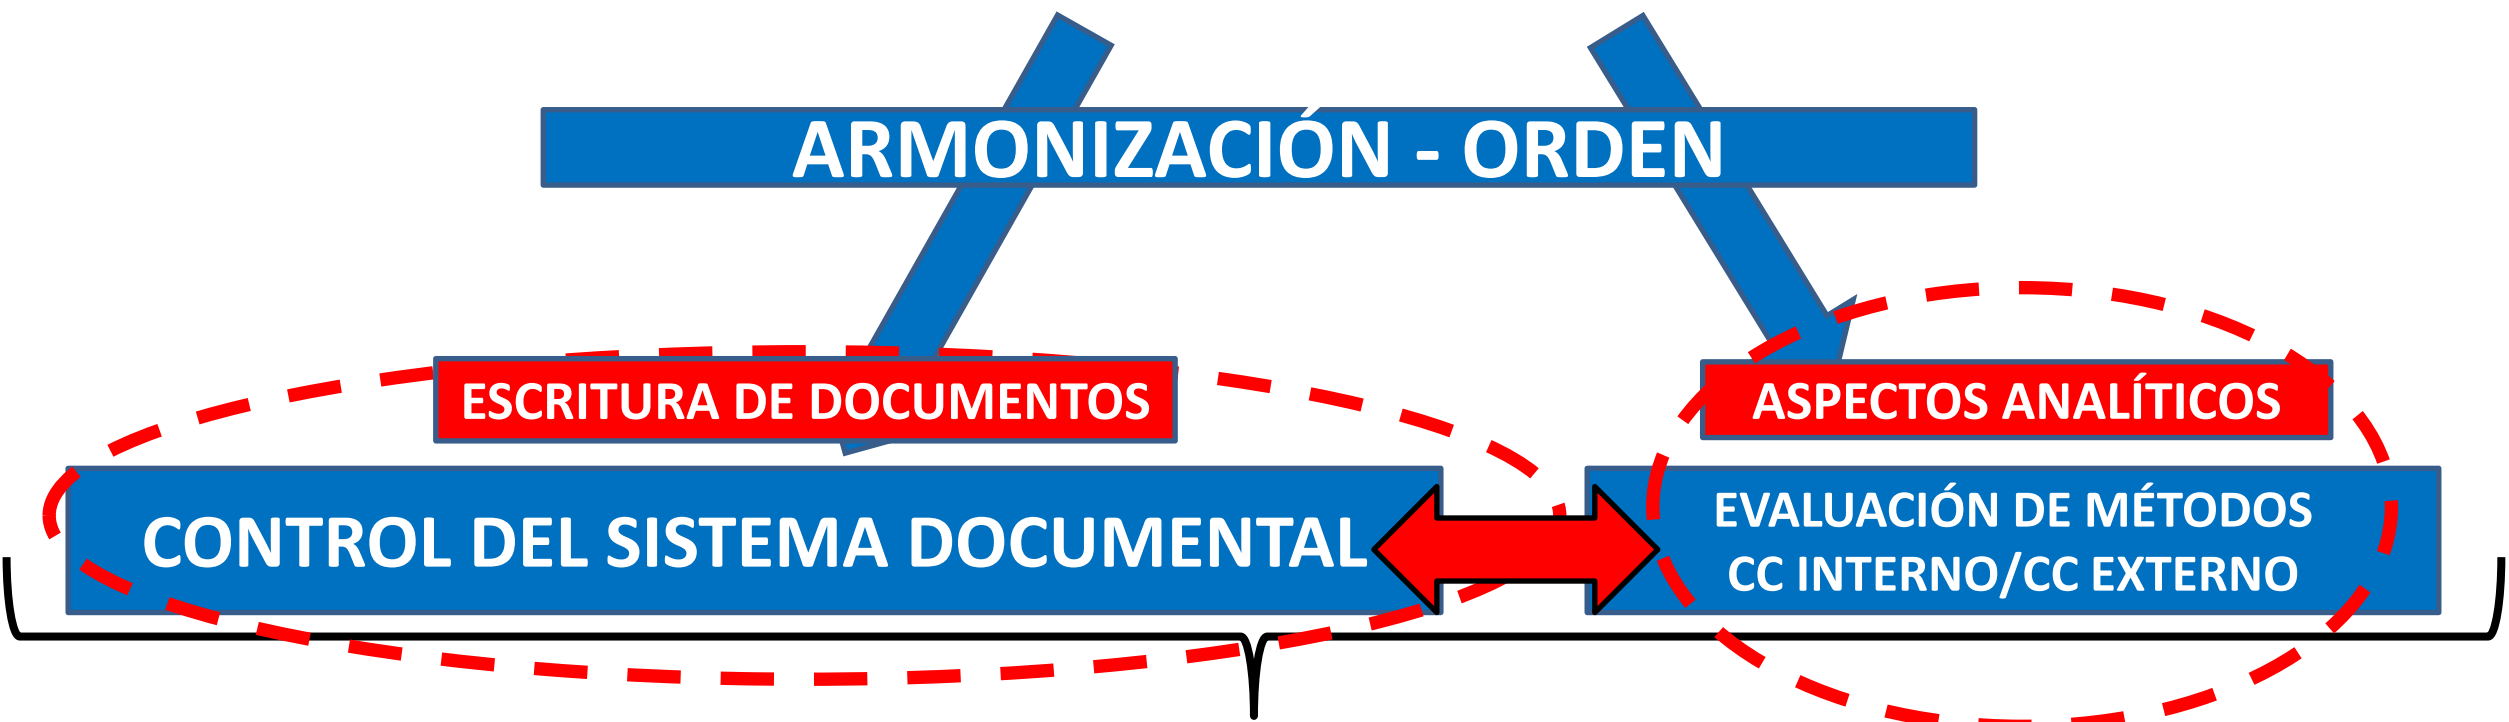 ARMONIZACIÓN - ORDEN
ESCRITURA DE DOCUMENTOS
ASPECTOS ANALÍTICOS
CONTROL DEL SISTEMA DOCUMENTAL
EVALUACIÓN DE MÉTODOS
CC INTERNO/CC EXTERNO